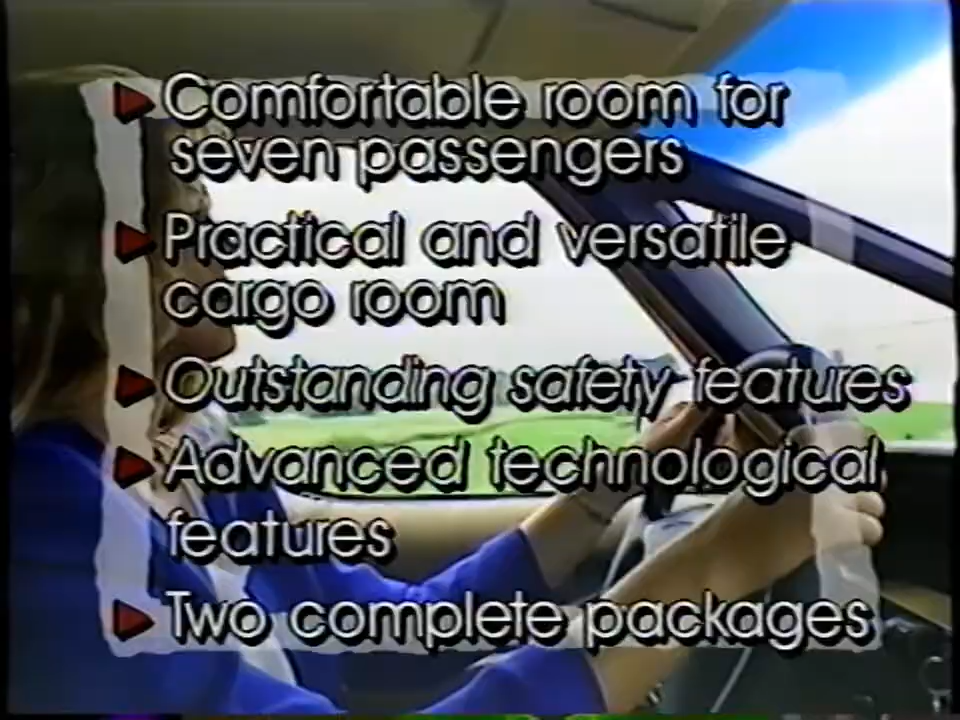 Comfortable room for
seven passengers
Practical and versatile
cargo room
Outstanding safety features
Advanced technological
features
Two complete packages